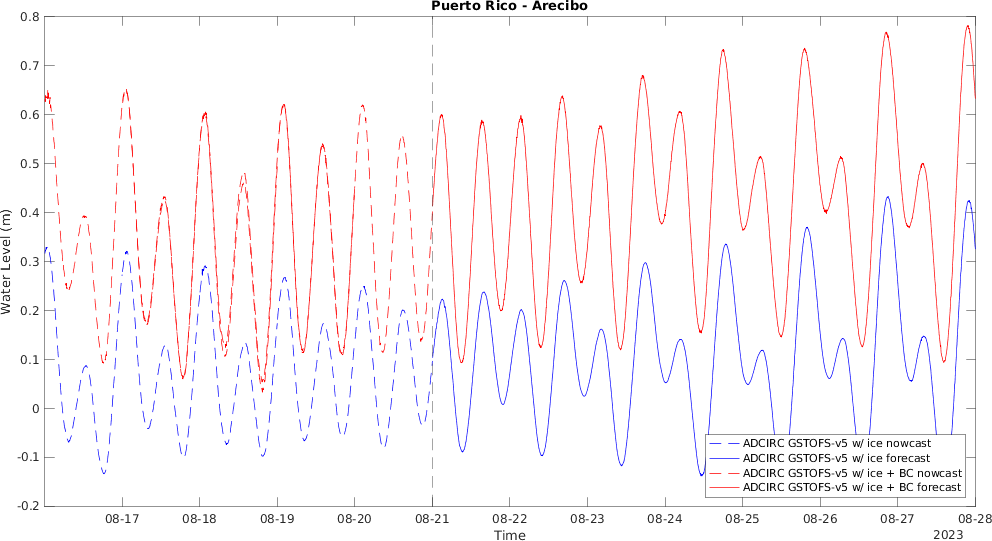 Puerto Rico - Arecibo
0.8
0.7
0.6
0.5
0.4
0.3
0.2
0.1
0
-0.1
-0.2
Water Level (m)
ADCIRC GSTOFS-v5 w/ ice nowcast
ADCIRC GSTOFS-v5 w/ ice forecast
ADCIRC GSTOFS-v5 w/ ice + BC nowcast
ADCIRC GSTOFS-v5 w/ ice + BC forecast
08-17 08-18 08-19 08-20 08-21 08-22 08-23 08-24 08-25 08-26 08-27 08-28
Time
2023